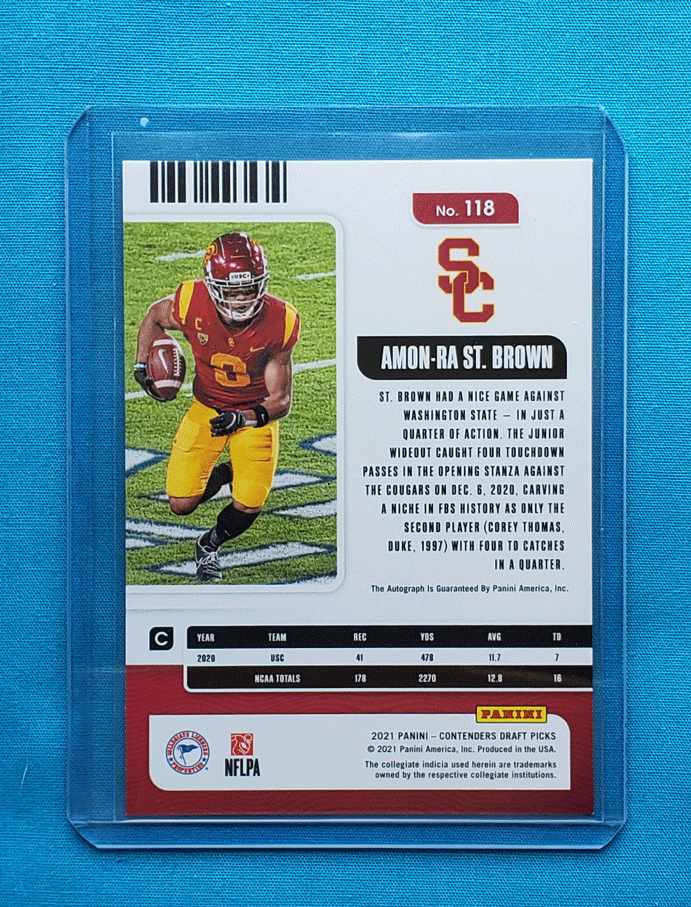 No. 118
SC
USC
C
8
AMON-RA ST. BROWN
ST. BROWN HAD A NICE GAME AGAINST
WASHINGTON STATE — IN JUST A
QUARTER OF ACTION. THE JUNIOR
WIDEOUT CAUGHT FOUR TOUCHDOWN
PASSES IN THE OPENING STANZA AGAINST
THE COUGARS ON DEC. 6, 2020, CARVING
A NICHE IN FBS HISTORY AS ONLY THE
SECOND PLAYER (COREY THOMAS,
DUKE, 1997) WITH FOUR TD CATCHES
IN A QUARTER.
The Autograph Is Guaranteed By Panini America, Inc.
C
YEAR TEAM REC YDS AVG TD
2020 USC 41 478 11.7 7
NCAA TOTALS 178 2270 12.8 16
PANINI
2021 PANINI – CONTENDERS DRAFT PICKS
© 2021 Panini America, Inc. Produced in the USA.
The collegiate indicia used herein are trademarks
owned by the respective collegiate institutions.
COLLEGIATE LICENSED
PROPERTIES
NFLPA